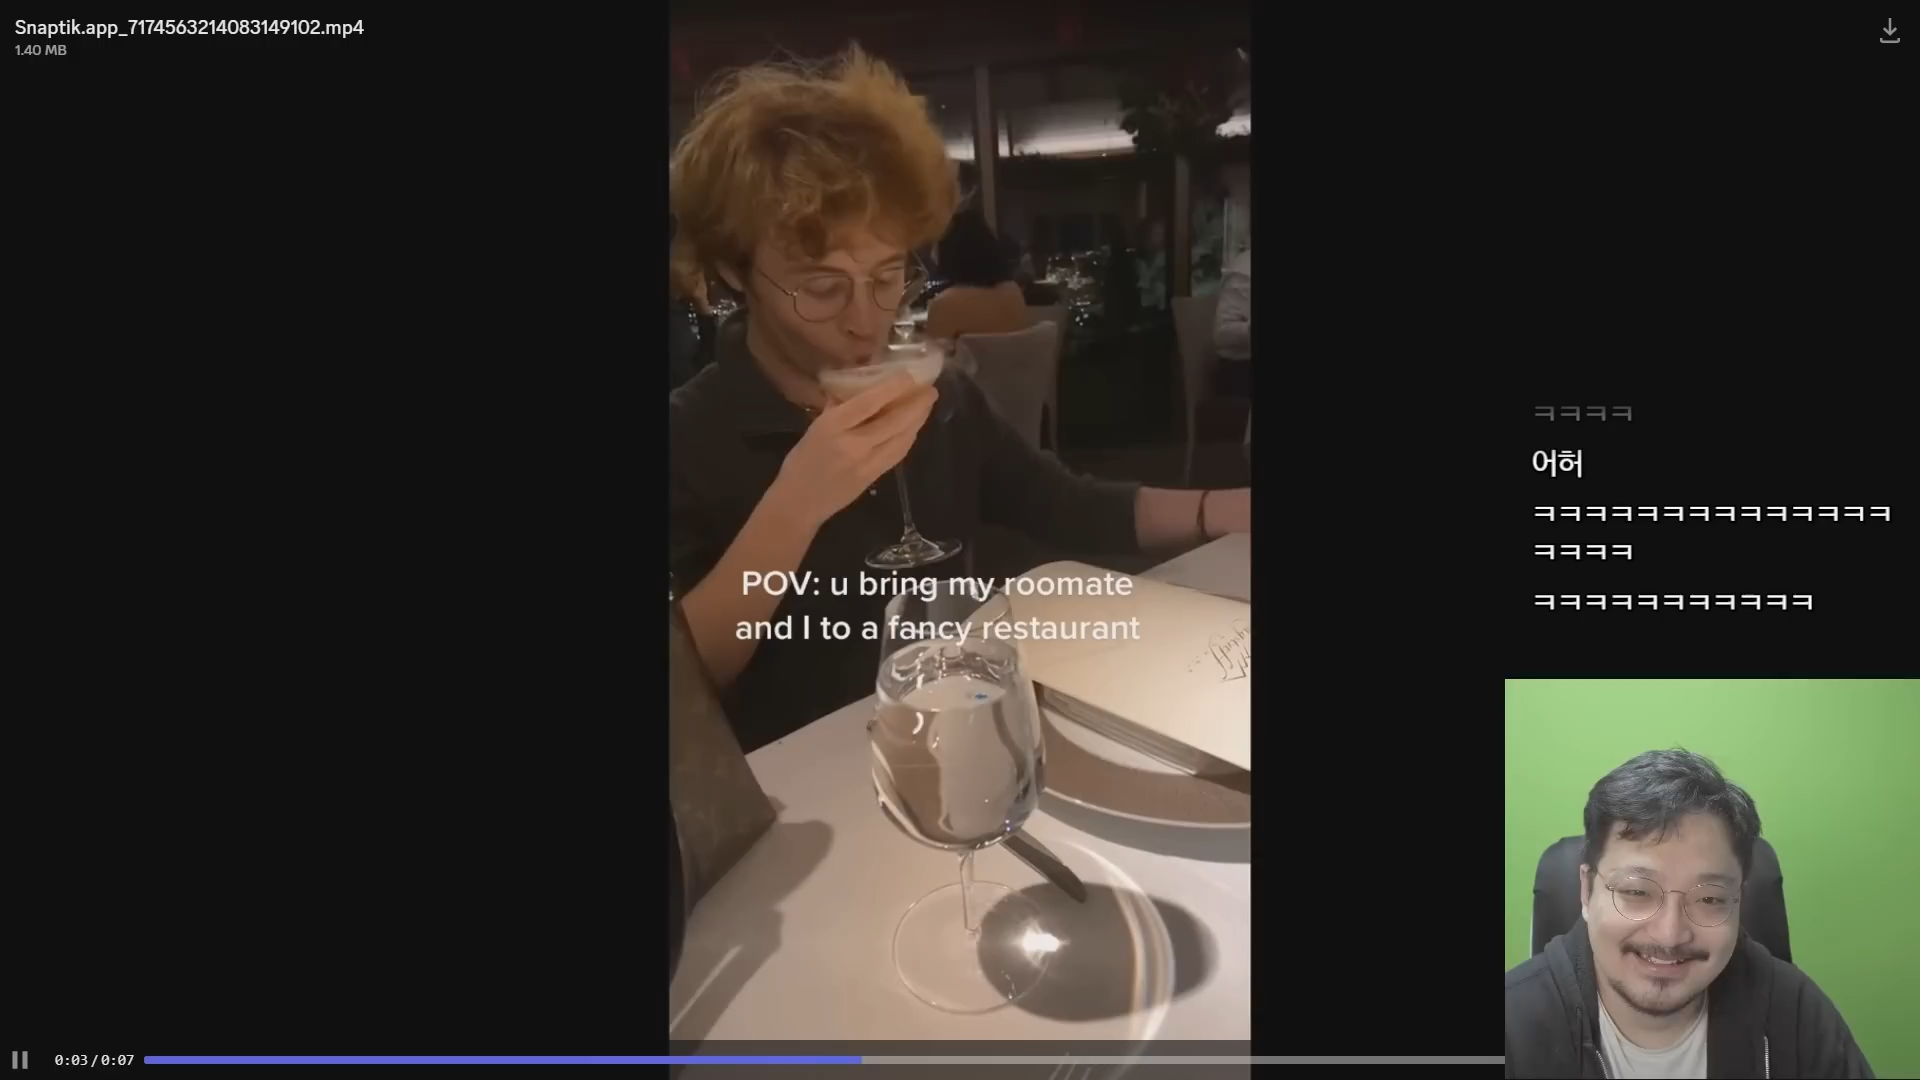 Snaptik.app_7174563214083149102.mp4
1.40 MB
POV: u bring my roomate
and I to a fancy restaurant
ㅋㅋㅋㅋ
어허
ㅋㅋㅋㅋㅋㅋㅋㅋㅋㅋㅋㅋㅋㅋ
ㅋㅋㅋㅋ
ㅋㅋㅋㅋㅋㅋㅋㅋㅋㅋㅋ
0:03/0:07